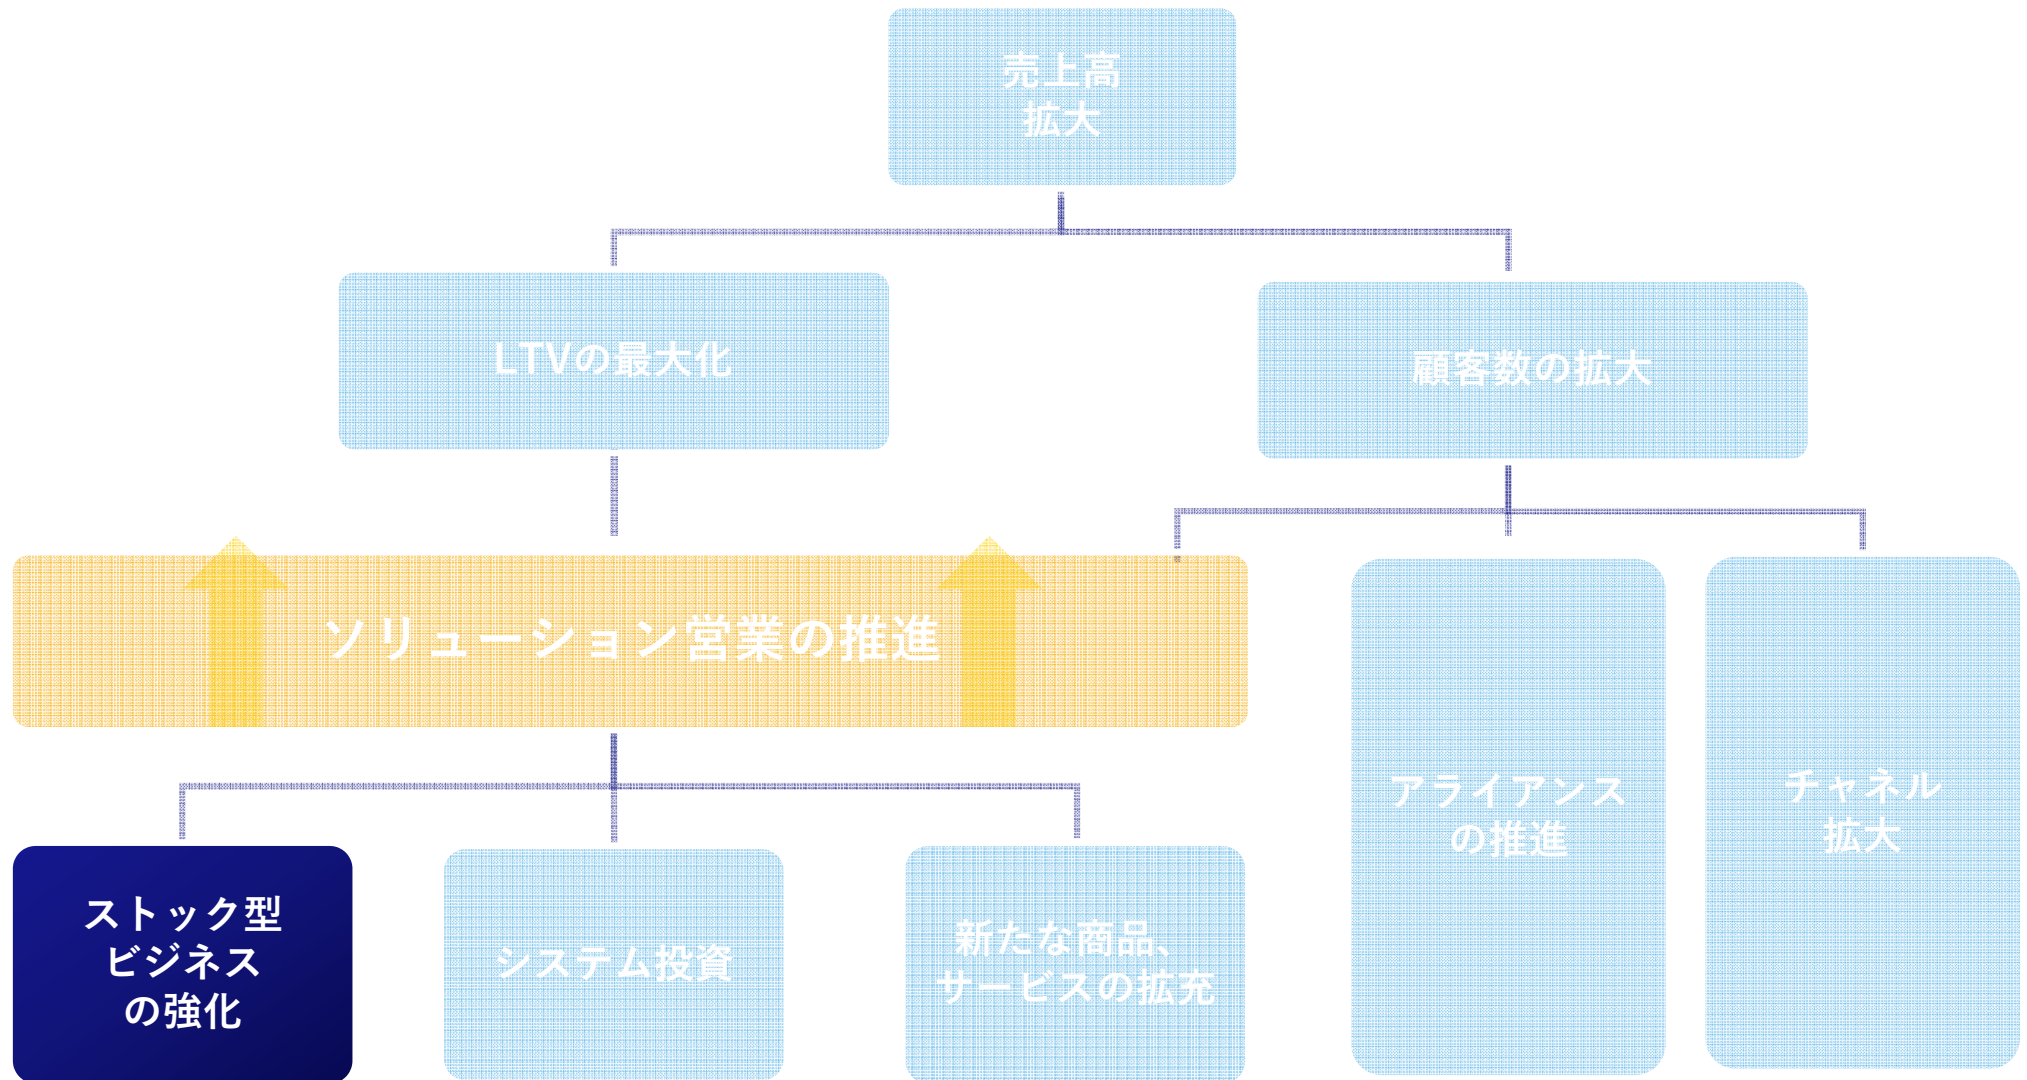 売上高
拡大
LTVの最大化
顧客数の拡大
ソリューション営業の推進
アライアンス
の推進
チャネル
拡大
ストック型
ビジネス
の強化
システム投資
新たな商品、
サービスの拡充